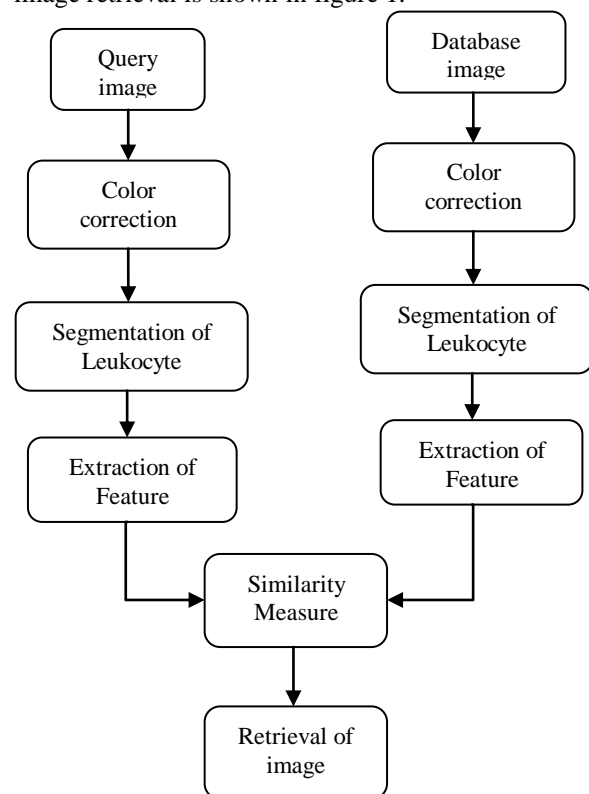 image retrieval is shown in figure 1.
Query
image
Database
image
Color
correction
Color
correction
Segmentation of
Leukocyte
Segmentation of
Leukocyte
Extraction of
Feature
Extraction of
Feature
Similarity
Measure
Retrieval of
image